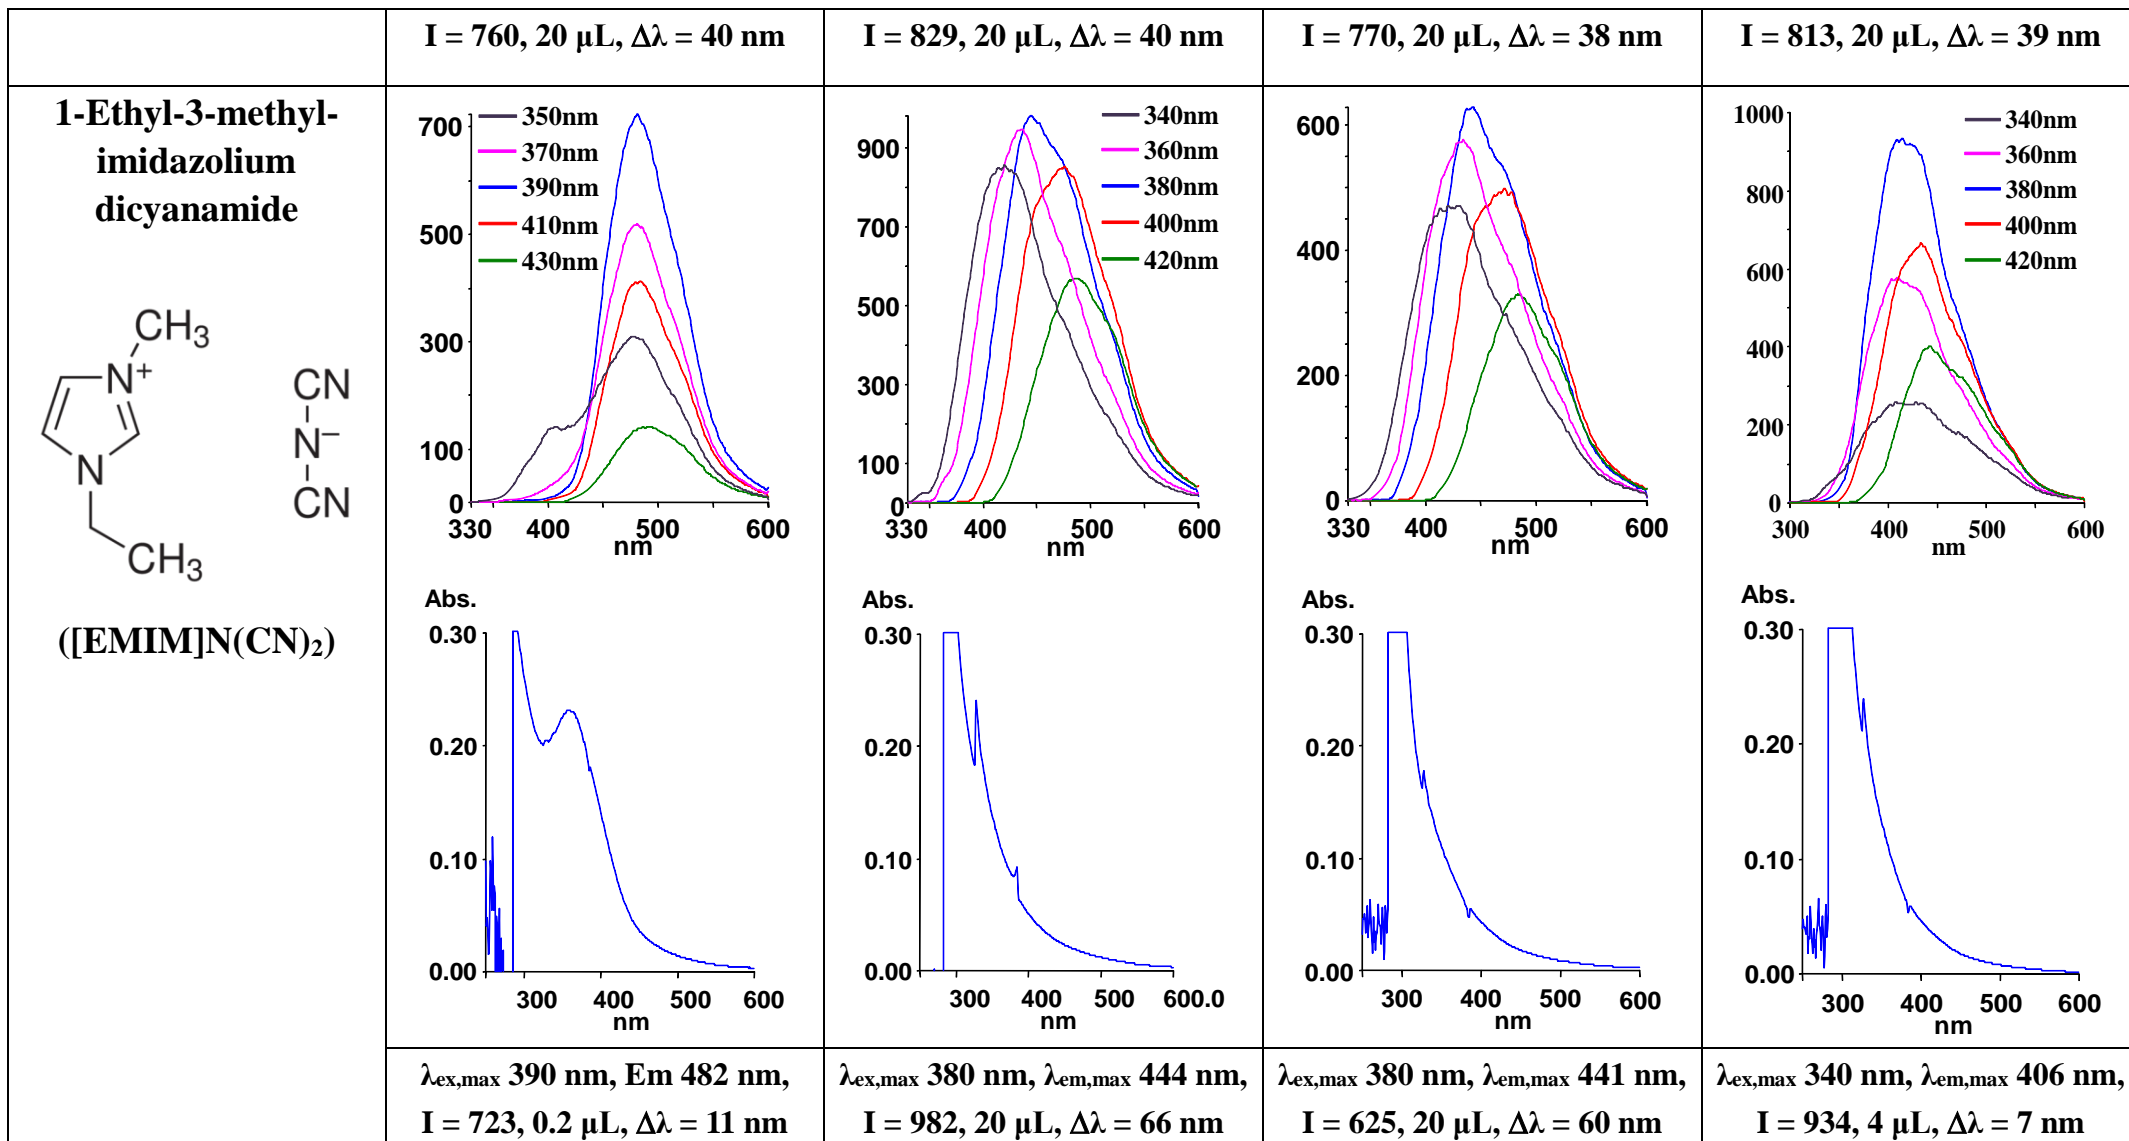 I = 760, 20 µL, Δλ = 40 nm
I = 829, 20 µL, Δλ = 40 nm
I = 770, 20 µL, Δλ = 38 nm
I = 813, 20 µL, Δλ = 39 nm
1-Ethyl-3-methyl-
imidazolium
dicyanamide
CH3
N+
N
CH3
CN
N−
CN
([EMIM]N(CN)2)
350nm
370nm
390nm
410nm
430nm
700
500
300
100
0
330 400 500 600
nm
340nm
360nm
380nm
400nm
420nm
900
700
500
300
100
0
330 400 500 600
nm
600
400
200
0
330 400 500 600
nm
340nm
360nm
380nm
400nm
420nm
1000
800
600
400
200
0
300 400 500 600
nm
Abs.
0.30
0.20
0.10
0.00
300 400 500 600
nm
Abs.
0.30
0.20
0.10
0.00
300 400 500 600.0
nm
Abs.
0.30
0.20
0.10
0.00
300 400 500 600
nm
Abs.
0.30
0.20
0.10
0.00
300 400 500 600
nm
λex,max 390 nm, Em 482 nm,
I = 723, 0.2 µL, Δλ = 11 nm
λex,max 380 nm, λem,max 444 nm,
I = 982, 20 µL, Δλ = 66 nm
λex,max 380 nm, λem,max 441 nm,
I = 625, 20 µL, Δλ = 60 nm
λex,max 340 nm, λem,max 406 nm,
I = 934, 4 µL, Δλ = 7 nm